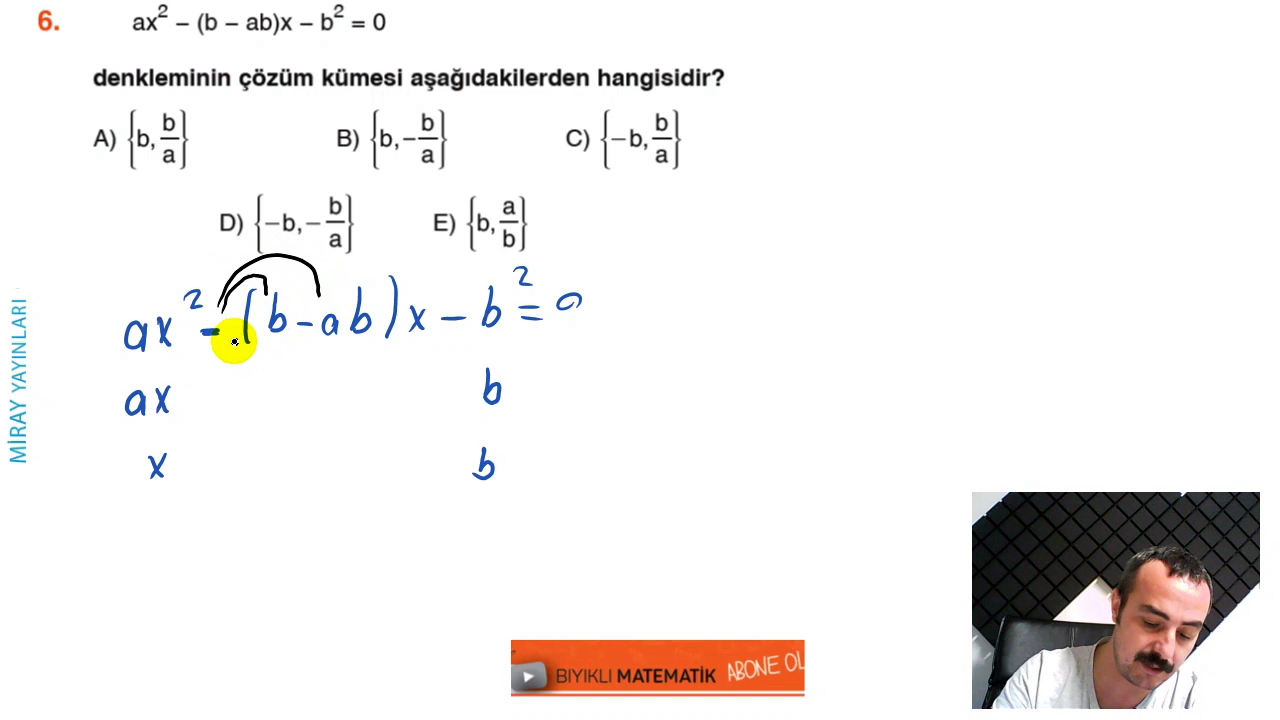 6. ax² – (b – ab)x – b² = 0
denkleminin çözüm kümesi aşağıdakilerden hangisidir?
A) {b, b/a} B) {b, –b/a} C) {–b, b/a}
D) {–b, –b/a} E) {b, a/b}
ax² – (b – ab)x – b² = 0
ax b
x b
MİRAY YAYINLARI
BIYIKLI MATEMATİK ABONE OL